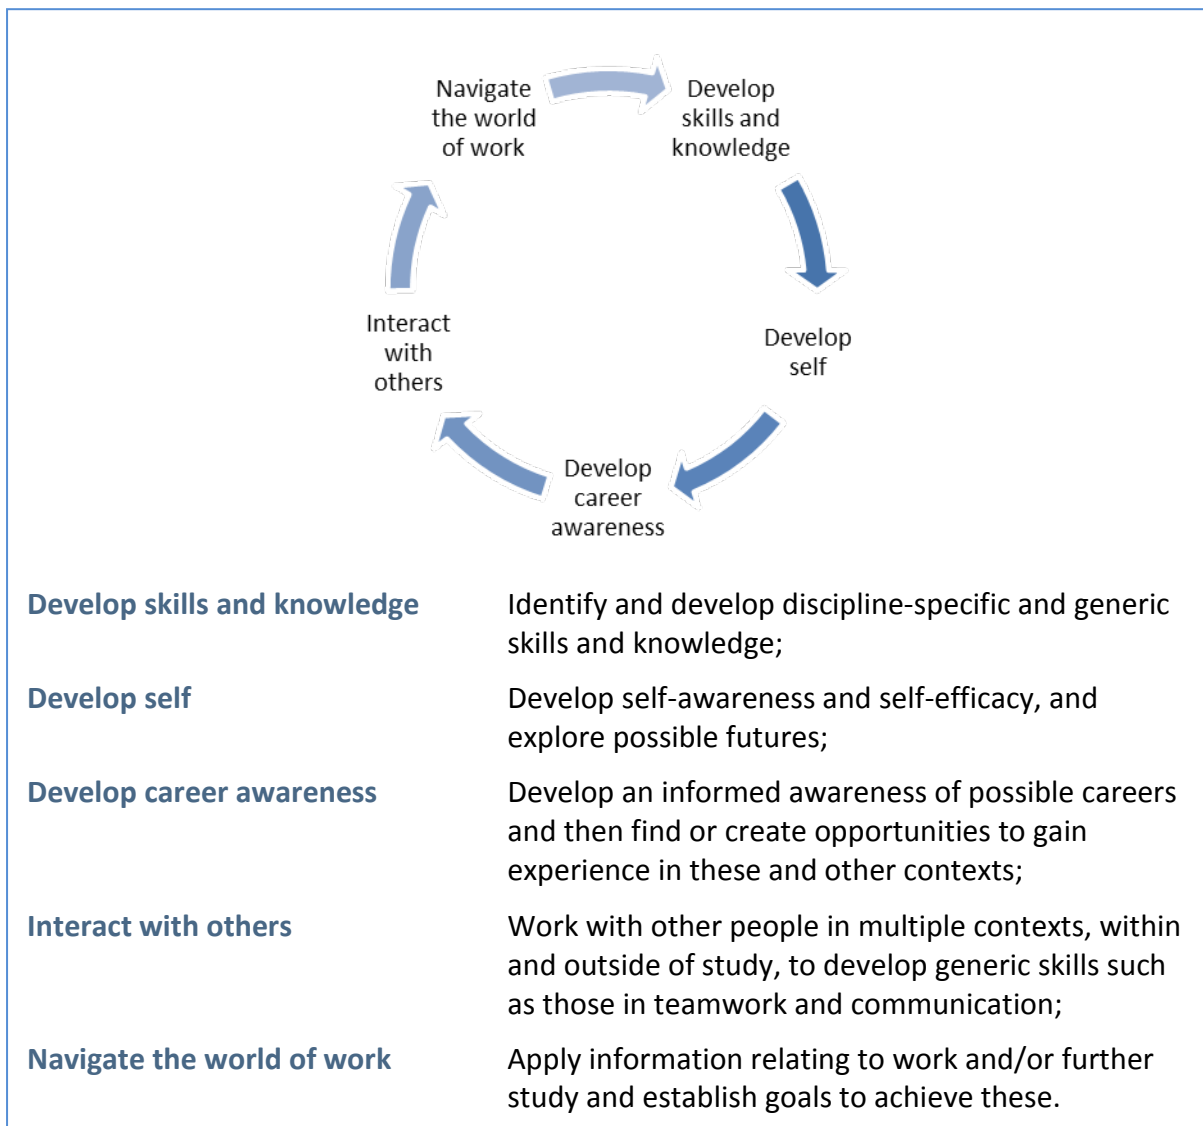 Navigate
the world
of work
Develop
skills and
knowledge
Develop
self
Develop
career
awareness
Interact
with
others
Develop skills and knowledge
Identify and develop discipline-specific and generic
skills and knowledge;
Develop self
Develop self-awareness and self-efficacy, and
explore possible futures;
Develop career awareness
Develop an informed awareness of possible careers
and then find or create opportunities to gain
experience in these and other contexts;
Interact with others
Work with other people in multiple contexts, within
and outside of study, to develop generic skills such
as those in teamwork and communication;
Navigate the world of work
Apply information relating to work and/or further
study and establish goals to achieve these.